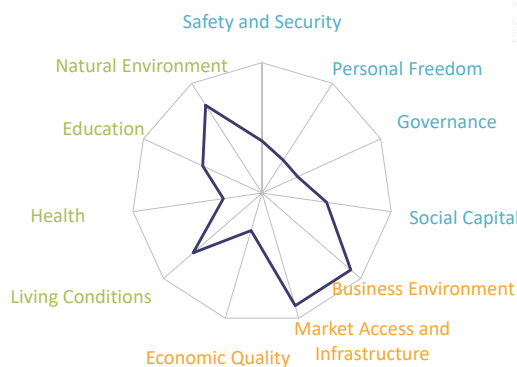 Safety and Security
Natural Environment
Personal Freedom
Education
Governance
Health
Social Capital
Living Conditions
Business Environment
Market Access and
Infrastructure
Economic Quality